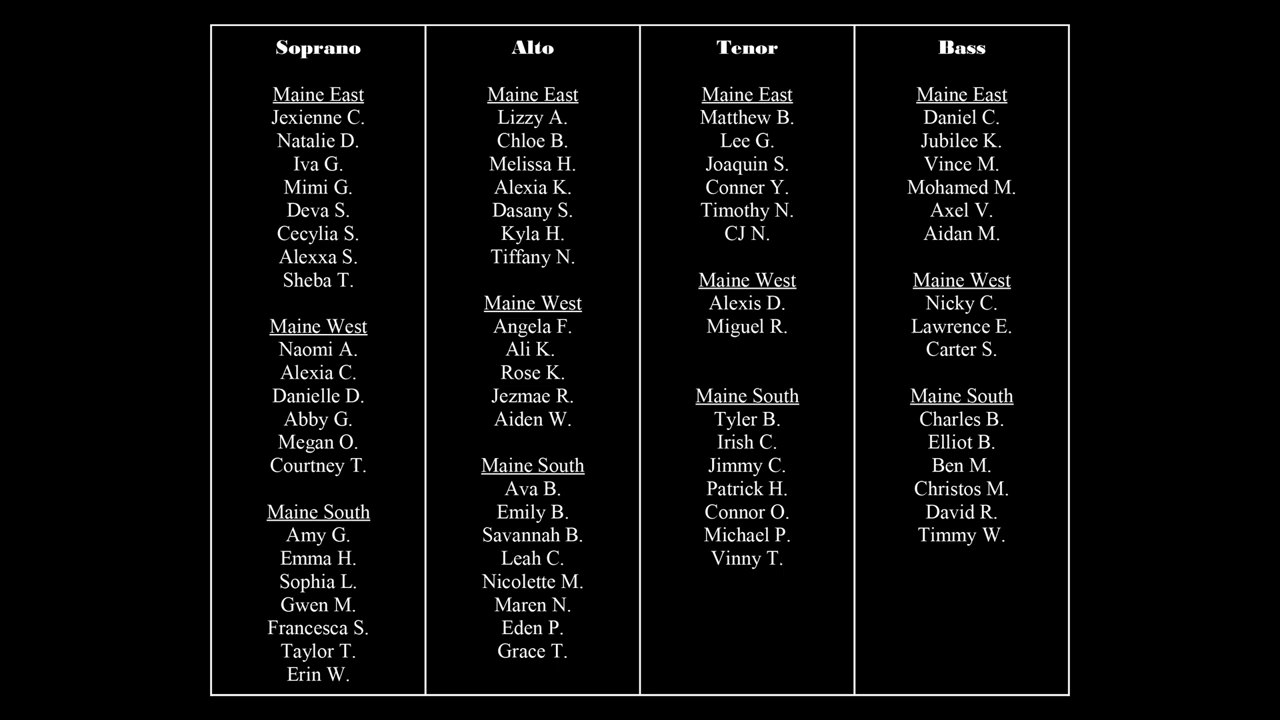 Soprano
Maine East
Jexienne C.
Natalie D.
Iva G.
Mimi G.
Deva S.
Cecylia S.
Alexxa S.
Sheba T.
Maine West
Naomi A.
Alexia C.
Danielle D.
Abby G.
Megan O.
Courtney T.
Maine South
Amy G.
Emma H.
Sophia L.
Gwen M.
Francesca S.
Taylor T.
Erin W.
Alto
Maine East
Lizzy A.
Chloe B.
Melissa H.
Alexia K.
Dasany S.
Kyla H.
Tiffany N.
Maine West
Angela F.
Ali K.
Rose K.
Jezmae R.
Aiden W.
Maine South
Ava B.
Emily B.
Savannah B.
Leah C.
Nicolette M.
Maren N.
Eden P.
Grace T.
Tenor
Maine East
Matthew B.
Lee G.
Joaquin S.
Conner Y.
Timothy N.
CJ N.
Maine West
Alexis D.
Miguel R.
Maine South
Tyler B.
Irish C.
Jimmy C.
Patrick H.
Connor O.
Michael P.
Vinny T.
Bass
Maine East
Daniel C.
Jubilee K.
Vince M.
Mohamed M.
Axel V.
Aidan M.
Maine West
Nicky C.
Lawrence E.
Carter S.
Maine South
Charles B.
Elliot B.
Ben M.
Christos M.
David R.
Timmy W.